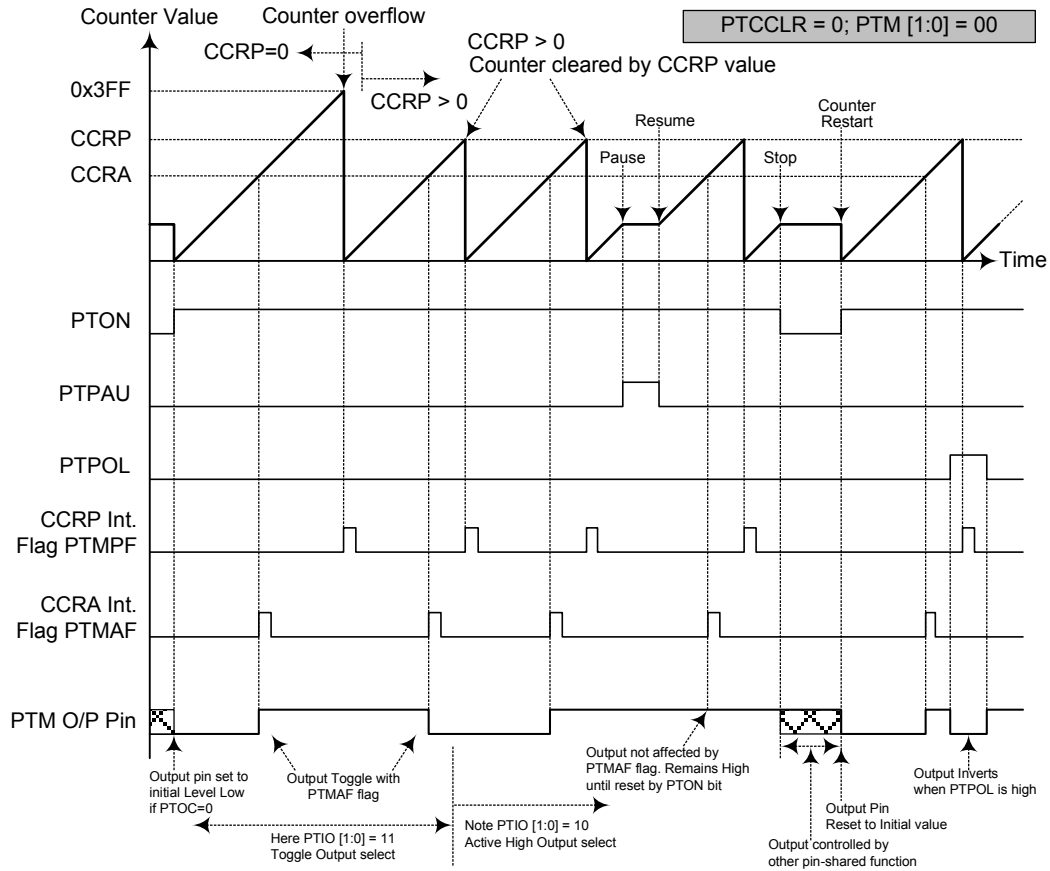 Counter Value
Counter overflow
PTCCLR = 0; PTM [1:0] = 00
CCRP=0
CCRP > 0
CCRP > 0
Counter cleared by CCRP value
0x3FF
CCRP
CCRA
Pause
Resume
Stop
Counter
Restart
Time
PTON
PTPAU
PTPOL
CCRP Int.
Flag PTMPF
CCRA Int.
Flag PTMAF
PTM O/P Pin
Output pin set to
initial Level Low
if PTOC=0
Output Toggle with
PTMAF flag
Here PTIO [1:0] = 11
Toggle Output select
Note PTIO [1:0] = 10
Active High Output select
Output not affected by
PTMAF flag. Remains High
until reset by PTON bit
Output controlled by
other pin-shared function
Output Pin
Reset to Initial value
Output Inverts
when PTPOL is high